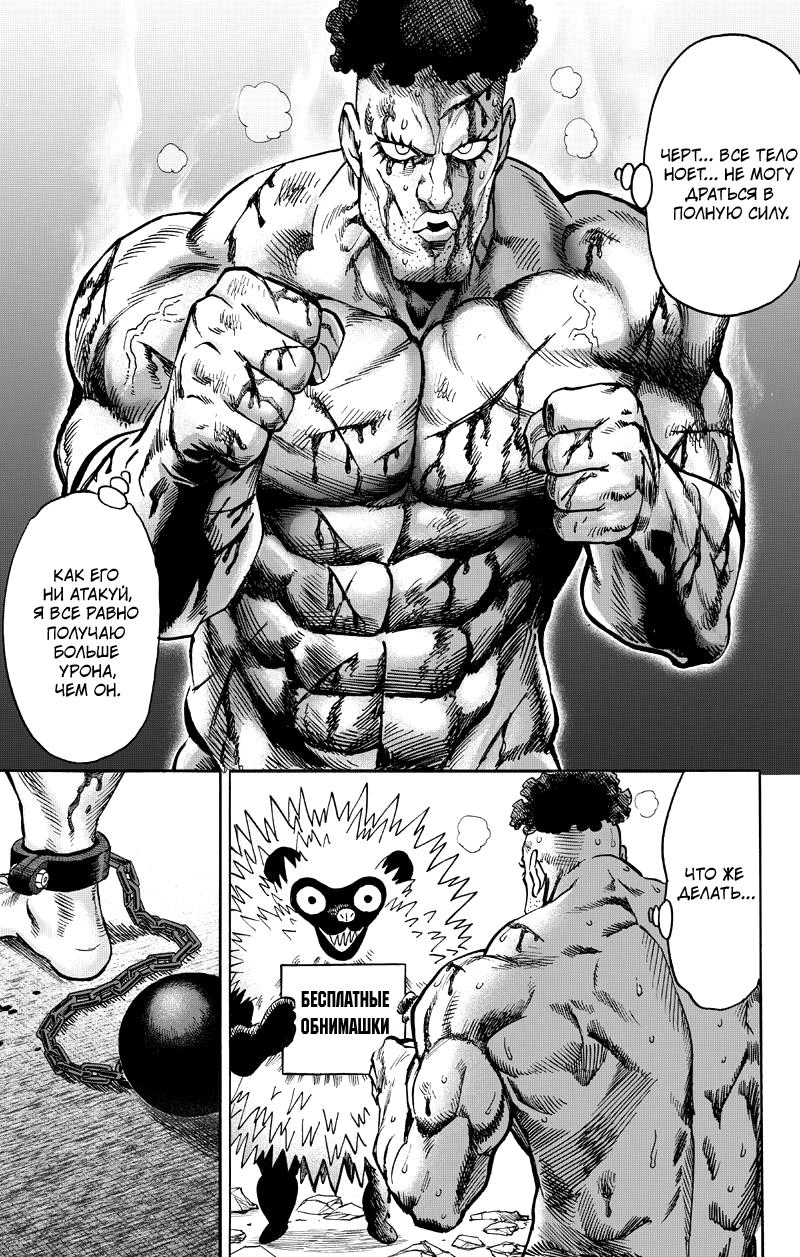 ЧЕРТ... ВСЕ ТЕЛО
НОЕТ... НЕ МОГУ
ДРАТЬСЯ В
ПОЛНУЮ СИЛУ.
КАК ЕГО
НИ АТАКУЙ,
Я ВСЕ РАВНО
ПОЛУЧАЮ
БОЛЬШЕ
УРОНА,
ЧЕМ ОН.
ЧТО ЖЕ
ДЕЛАТЬ...
БЕСПЛАТНЫЕ
ОБНИМАШКИ